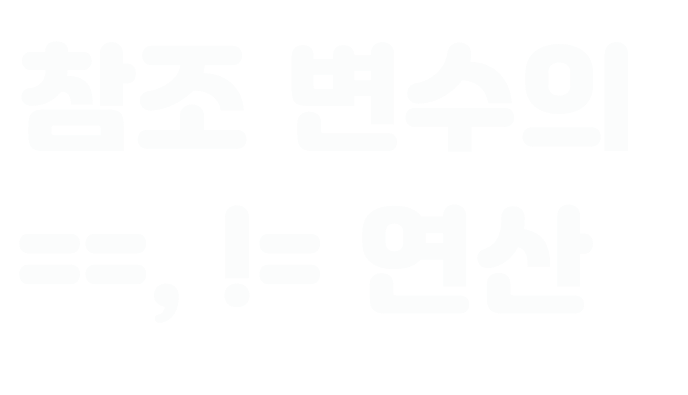 참조 변수의
==, != 연산